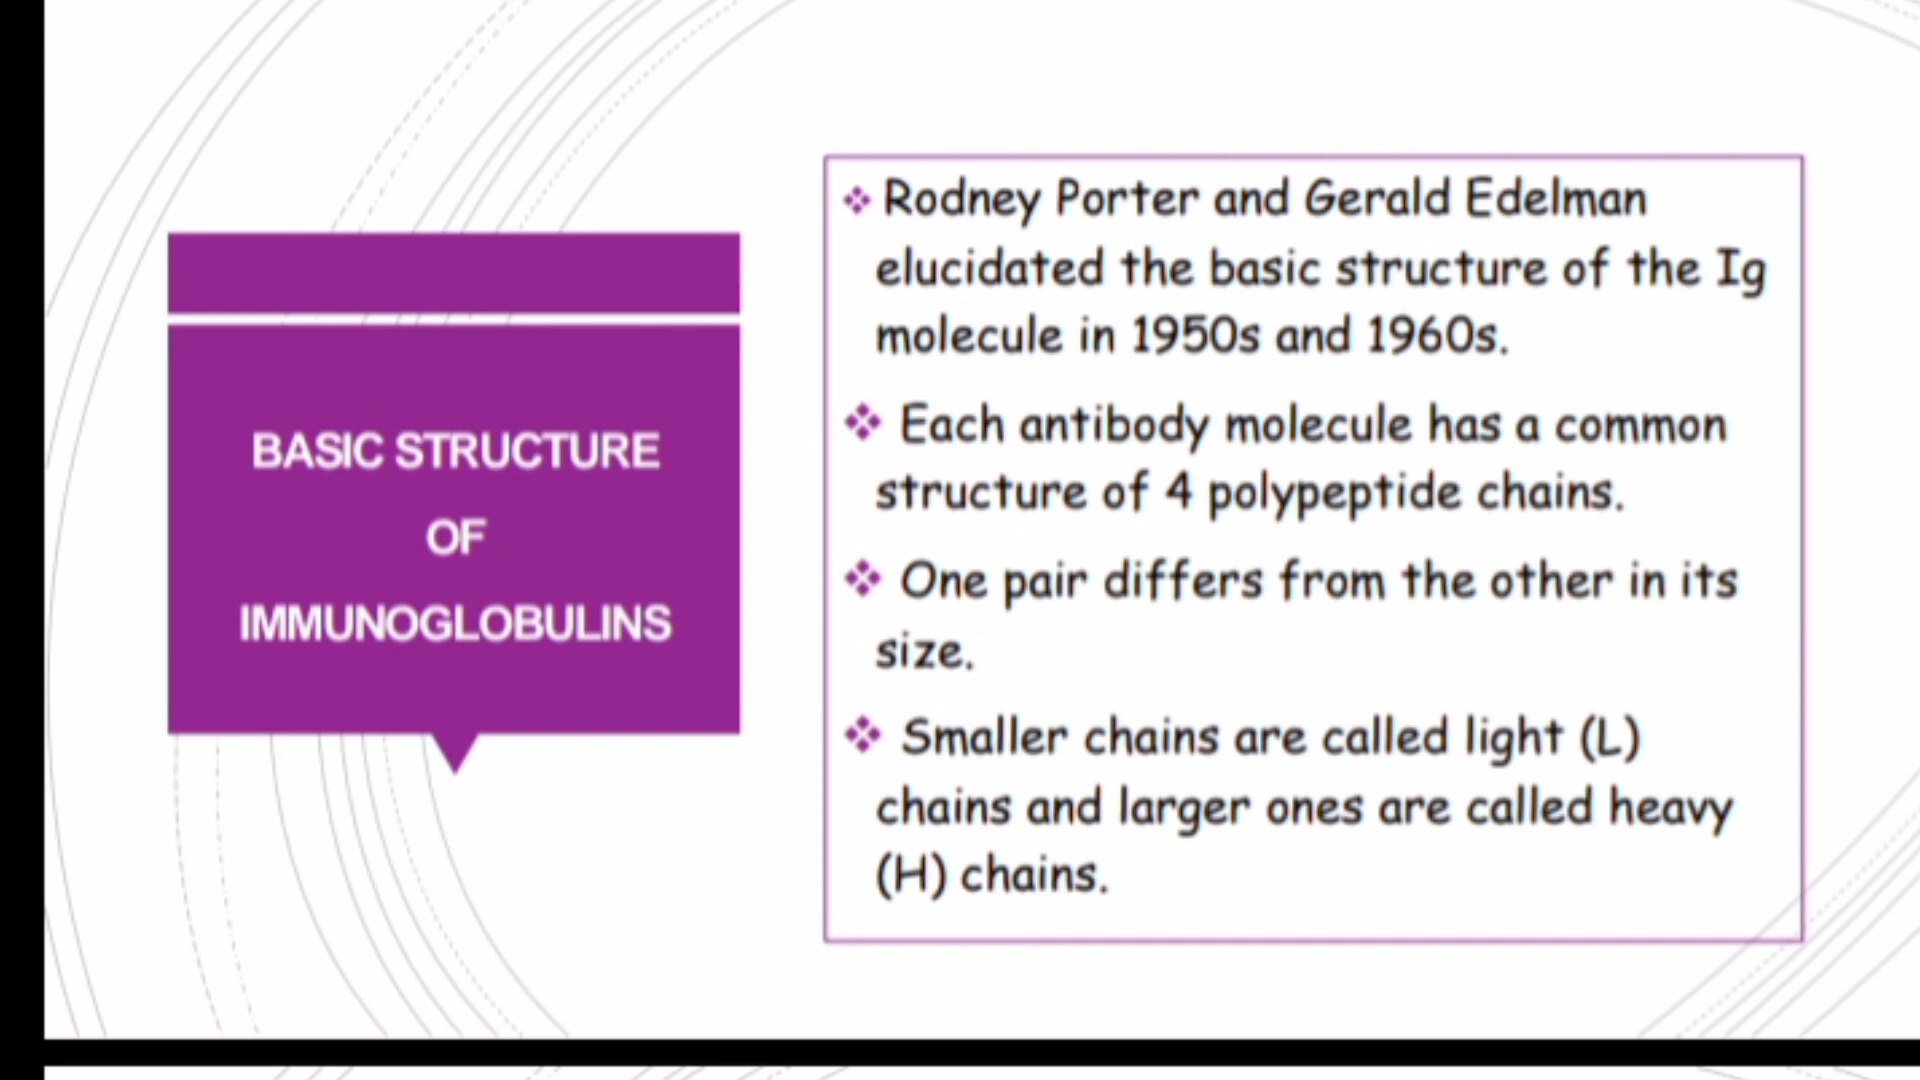 BASIC STRUCTURE
OF
IMMUNOGLOBULINS
❖ Rodney Porter and Gerald Edelman
elucidated the basic structure of the Ig
molecule in 1950s and 1960s.
❖ Each antibody molecule has a common
structure of 4 polypeptide chains.
❖ One pair differs from the other in its
size.
❖ Smaller chains are called light (L)
chains and larger ones are called heavy
(H) chains.